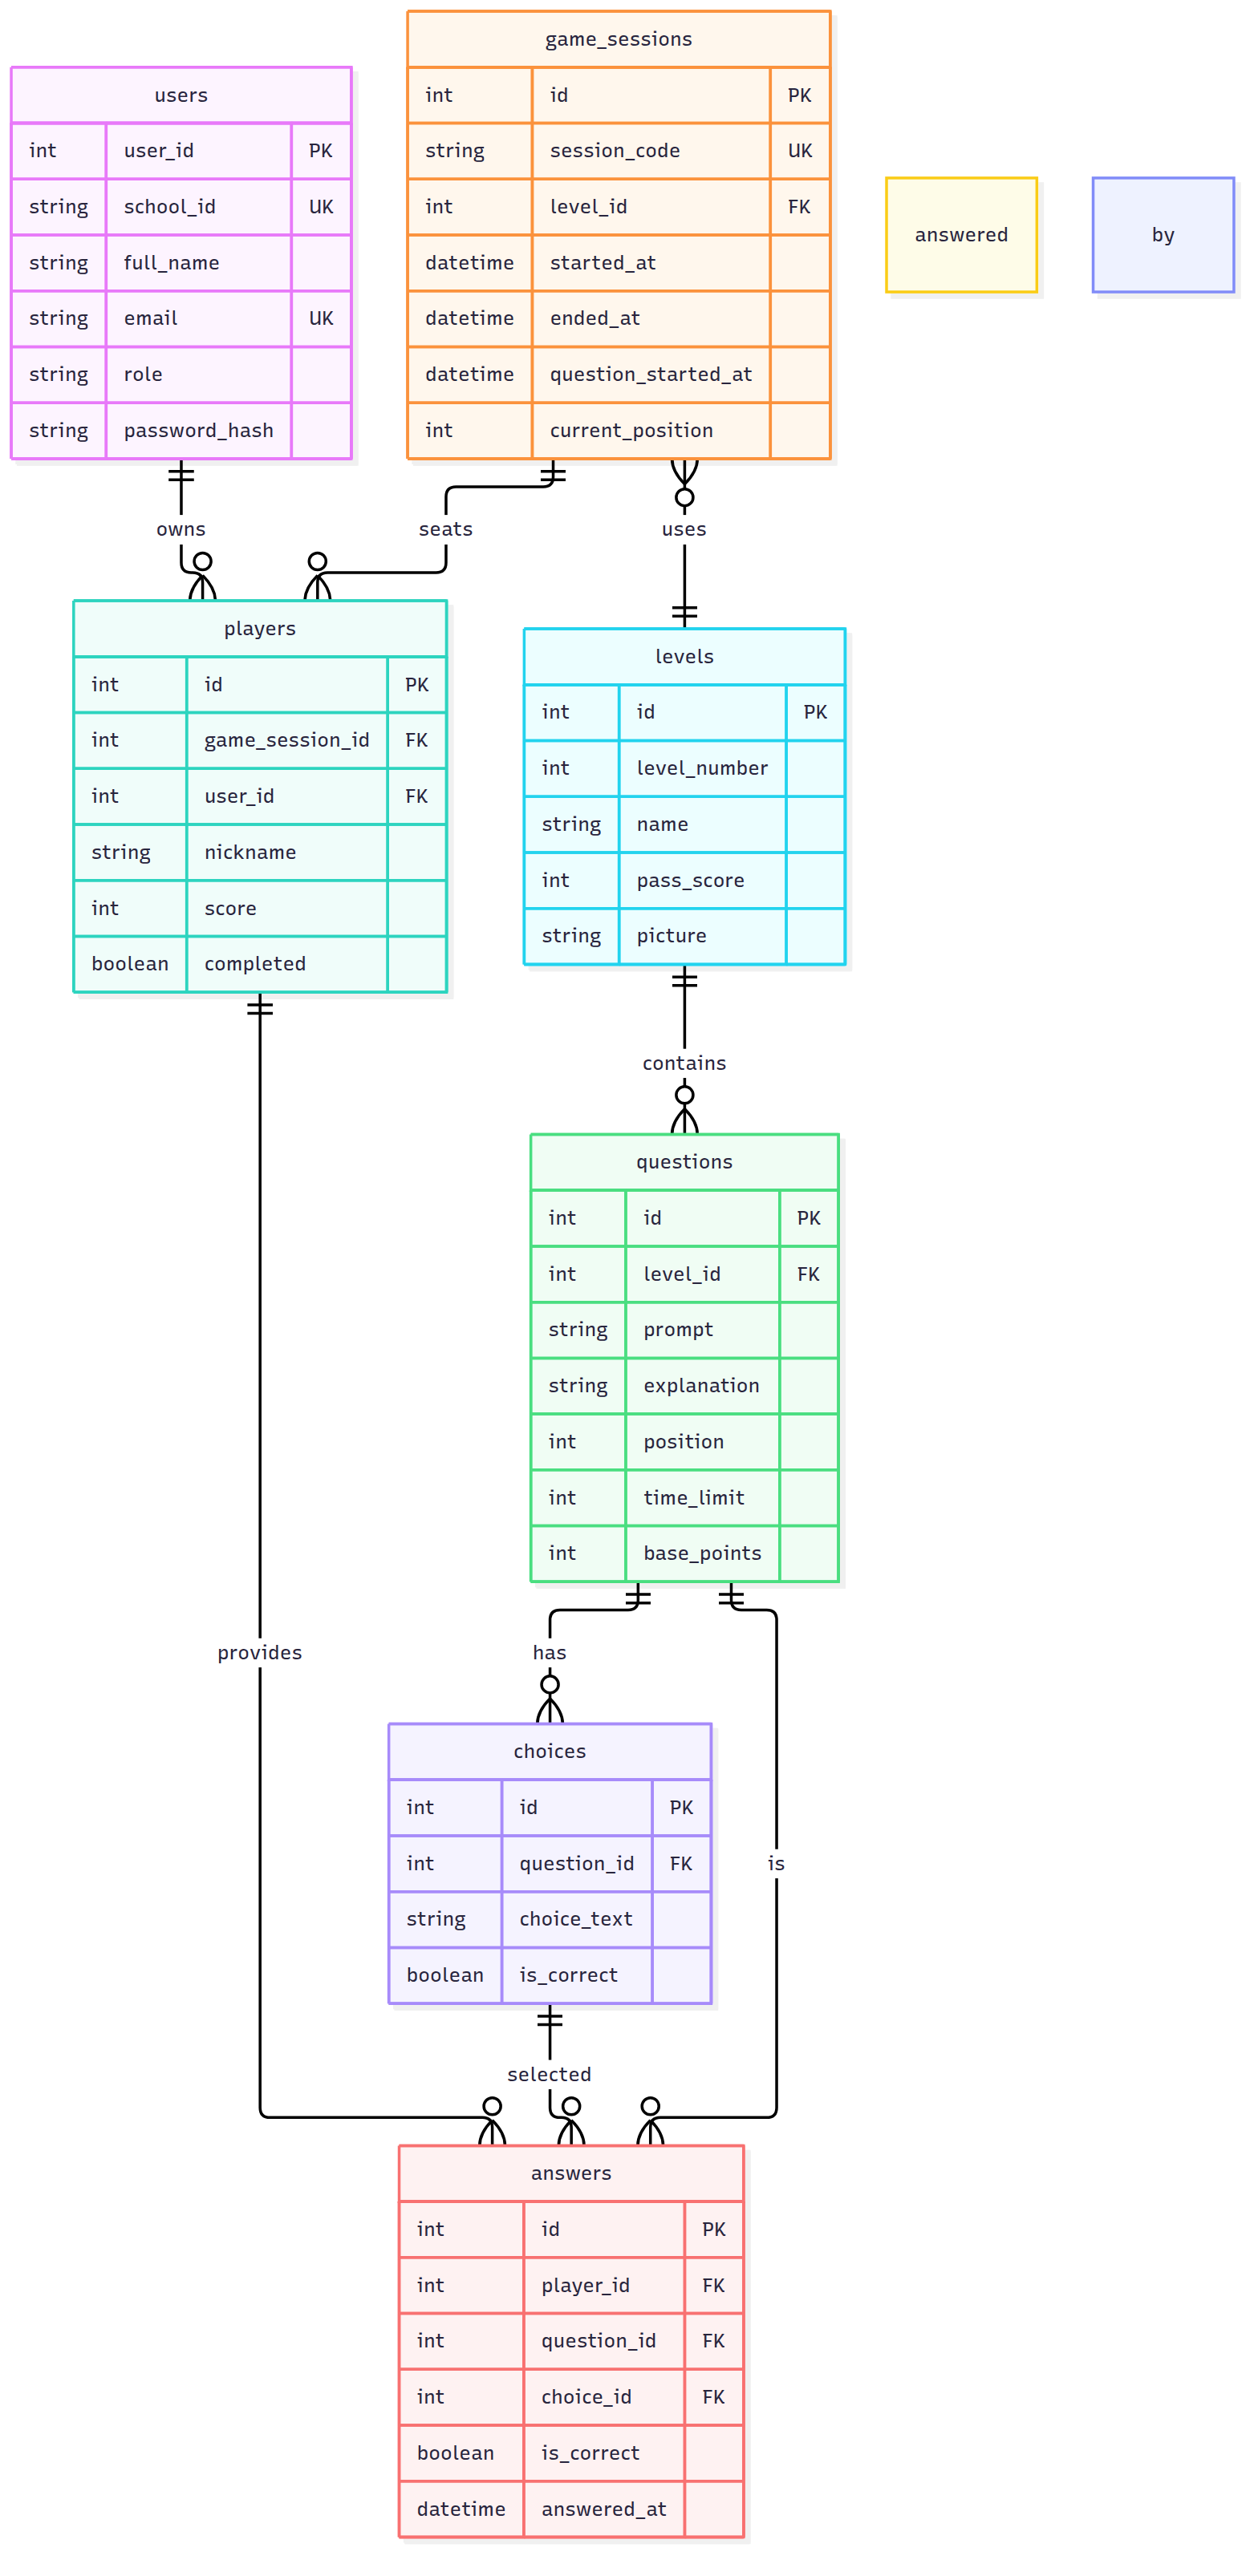 game_sessions
int id PK
string session_code UK
int level_id FK
datetime started_at
datetime ended_at
datetime question_started_at
int current_position
users
int user_id PK
string school_id UK
string full_name
string email UK
string role
string password_hash
answered
by
owns
seats
uses
players
int id PK
int game_session_id FK
int user_id FK
string nickname
int score
boolean completed
levels
int id PK
int level_number
string name
int pass_score
string picture
contains
questions
int id PK
int level_id FK
string prompt
string explanation
int position
int time_limit
int base_points
provides
has
is
choices
int id PK
int question_id FK
string choice_text
boolean is_correct
selected
answers
int id PK
int player_id FK
int question_id FK
int choice_id FK
boolean is_correct
datetime answered_at